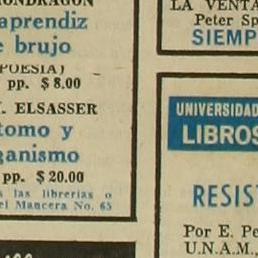 ONDRAGON
aprendiz
e brujo
POESIA)
pp. $ 8.00
. ELSASSER
tomo y
ganismo
pp. $ 20.00
las librerías o
el Mancera No. 65
LA VENTA
Peter Sp
SIEMP
UNIVERSIDAD
LIBROS
RESIS
Por E. Pe
U.N.A.M.,